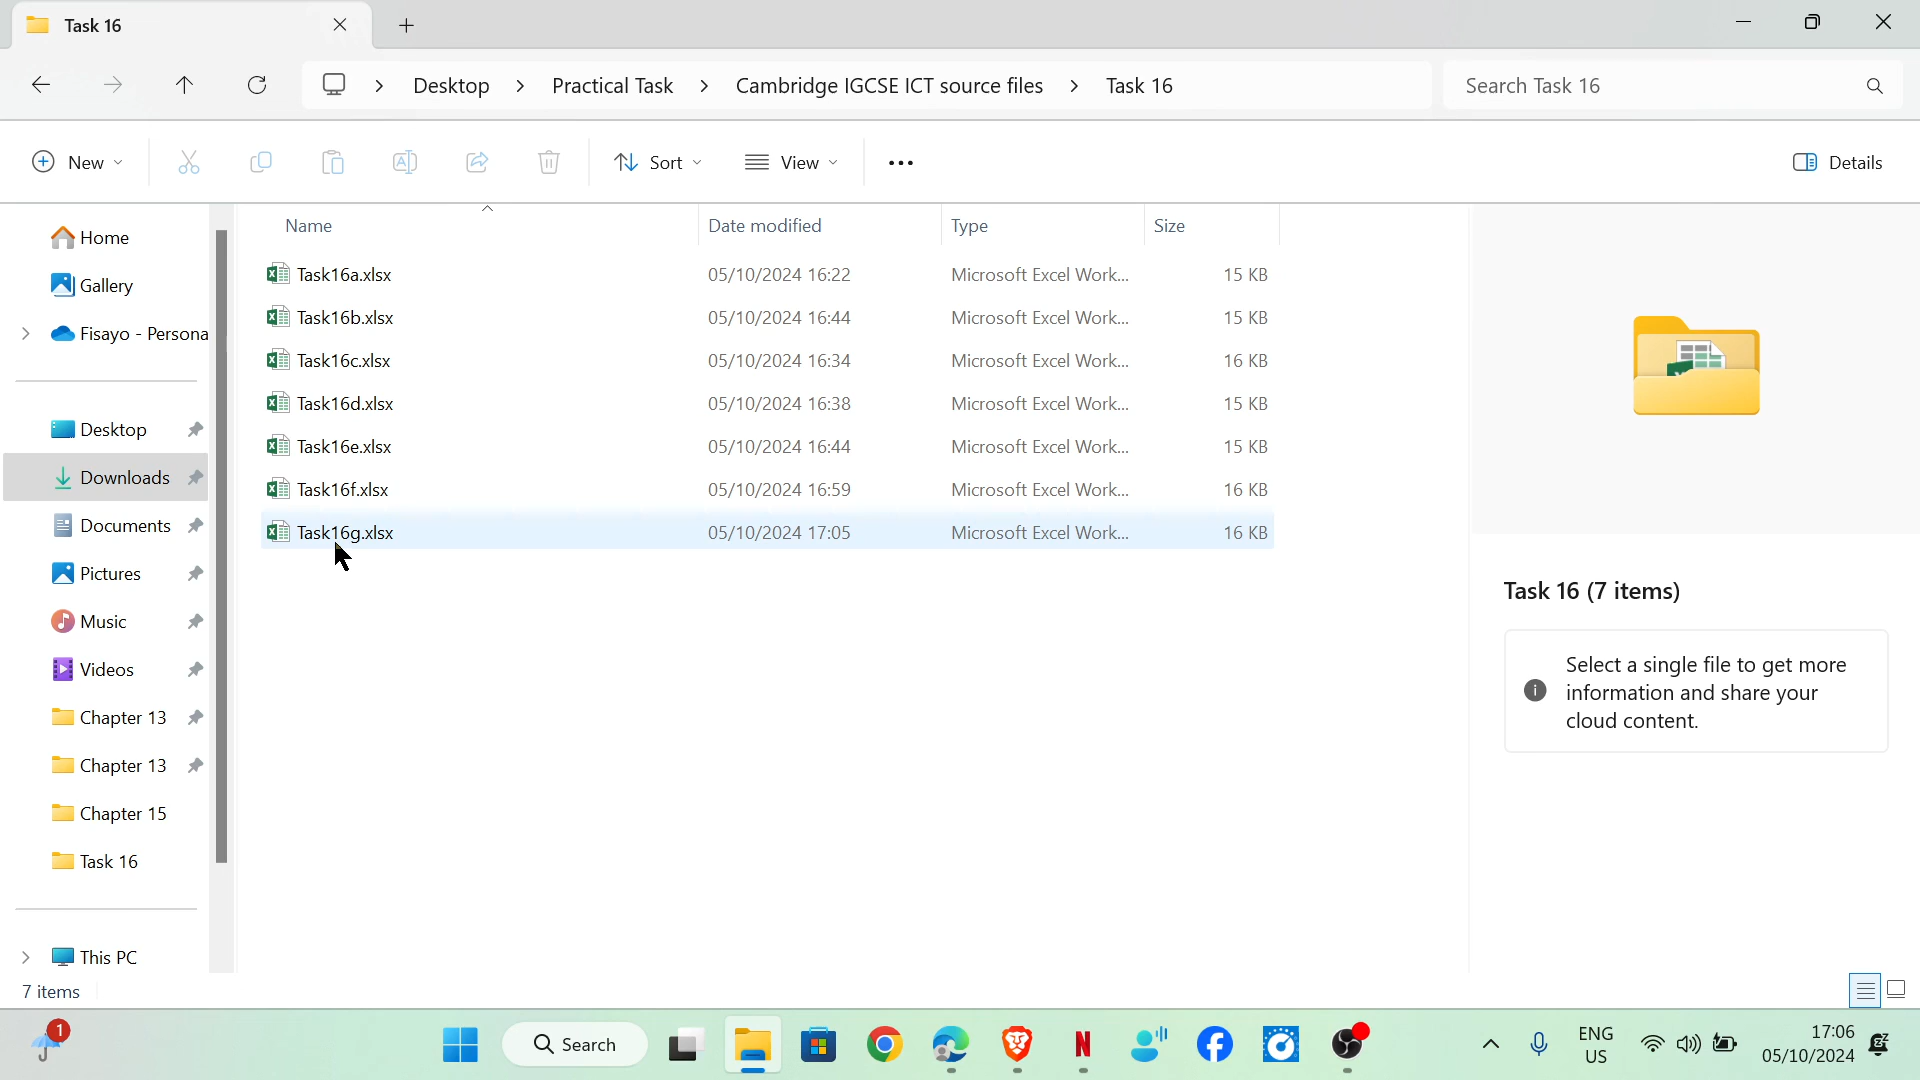 Task 16
Desktop > Practical Task > Cambridge IGCSE ICT source files > Task 16
Search Task 16
New
Sort
View
Details
Name Date modified Type Size
Task16a.xlsx 05/10/2024 16:22 Microsoft Excel Work... 15 KB
Task16b.xlsx 05/10/2024 16:44 Microsoft Excel Work... 15 KB
Task16c.xlsx 05/10/2024 16:34 Microsoft Excel Work... 16 KB
Task16d.xlsx 05/10/2024 16:38 Microsoft Excel Work... 15 KB
Task16e.xlsx 05/10/2024 16:44 Microsoft Excel Work... 15 KB
Task16f.xlsx 05/10/2024 16:59 Microsoft Excel Work... 16 KB
Task16g.xlsx 05/10/2024 17:05 Microsoft Excel Work... 16 KB
Home
Gallery
Fisayo - Persona
Desktop
Downloads
Documents
Pictures
Music
Videos
Chapter 13
Chapter 13
Chapter 15
Task 16
This PC
Task 16 (7 items)
Select a single file to get more
information and share your
cloud content.
7 items
1
Search
ENG
US
17:06
05/10/2024